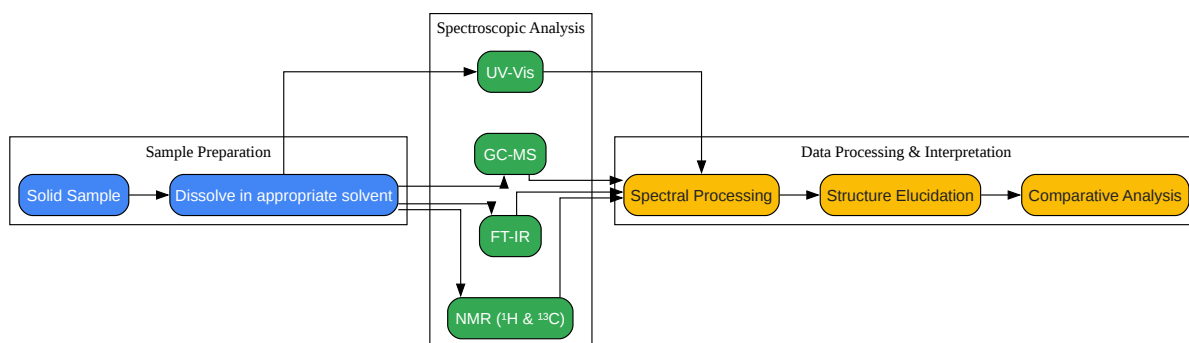 Spectroscopic Analysis
UV-Vis
Sample Preparation
GC-MS
Data Processing & Interpretation
Solid Sample
Dissolve in appropriate solvent
Spectral Processing
Structure Elucidation
Comparative Analysis
FT-IR
NMR (¹H & ¹³C)